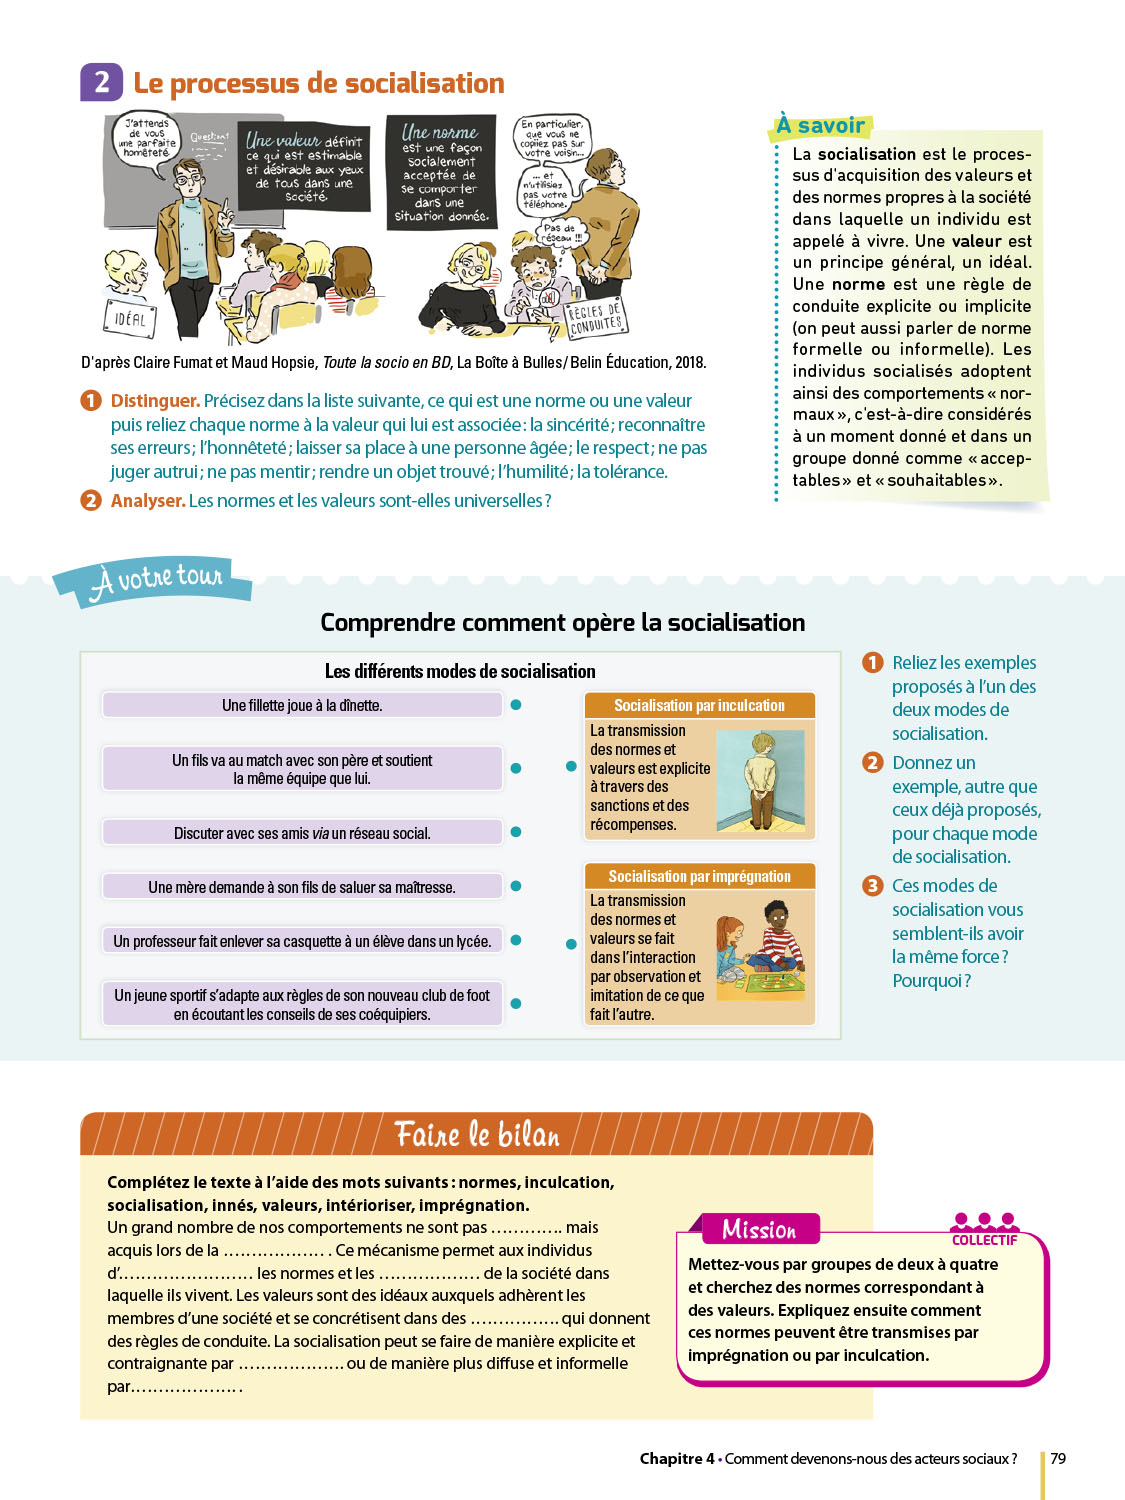 2 Le processus de socialisation
J'attends
de vous
une parfaite
honnêteté.
Question 1
Une valeur définit
ce qui est estimable
et désirable aux yeux
de tous dans une
société.
IDÉAL
Une norme
est une façon
socialement
acceptée de
se comporter
dans une
situation donnée.
En particulier,
que vous ne
copiiez pas sur
votre voisin...
... et
n'utilisiez
pas votre
téléphone.
Pas de
réseau !!!
RÈGLES DE
CONDUITES
D'après Claire Fumat et Maud Hopsie, Toute la socio en BD, La Boîte à Bulles/Belin Éducation, 2018.
1 Distinguer. Précisez dans la liste suivante, ce qui est une norme ou une valeur
puis reliez chaque norme à la valeur qui lui est associée : la sincérité ; reconnaître
ses erreurs ; l'honnêteté ; laisser sa place à une personne âgée ; le respect ; ne pas
juger autrui ; ne pas mentir ; rendre un objet trouvé ; l'humilité ; la tolérance.
2 Analyser. Les normes et les valeurs sont-elles universelles ?
À savoir
La socialisation est le proces-
sus d'acquisition des valeurs et
des normes propres à la société
dans laquelle un individu est
appelé à vivre. Une valeur est
un principe général, un idéal.
Une norme est une règle de
conduite explicite ou implicite
(on peut aussi parler de norme
formelle ou informelle). Les
individus socialisés adoptent
ainsi des comportements « nor-
maux », c'est-à-dire considérés
à un moment donné et dans un
groupe donné comme « accep-
tables » et « souhaitables ».
À votre tour
Comprendre comment opère la socialisation
Les différents modes de socialisation
Une fillette joue à la dînette.
Un fils va au match avec son père et soutient
la même équipe que lui.
Discuter avec ses amis via un réseau social.
Une mère demande à son fils de saluer sa maîtresse.
Un professeur fait enlever sa casquette à un élève dans un lycée.
Un jeune sportif s'adapte aux règles de son nouveau club de foot
en écoutant les conseils de ses coéquipiers.
Socialisation par inculcation
La transmission
des normes et
valeurs est explicite
à travers des
sanctions et des
récompenses.
Socialisation par imprégnation
La transmission
des normes et
valeurs se fait
dans l'interaction
par observation et
imitation de ce que
fait l'autre.
1 Reliez les exemples
proposés à l'un des
deux modes de
socialisation.
2 Donnez un
exemple, autre que
ceux déjà proposés,
pour chaque mode
de socialisation.
3 Ces modes de
socialisation vous
semblent-ils avoir
la même force ?
Pourquoi ?
Faire le bilan
Complétez le texte à l'aide des mots suivants : normes, inculcation,
socialisation, innés, valeurs, intérioriser, imprégnation.
Un grand nombre de nos comportements ne sont pas ............. mais
acquis lors de la .................. . Ce mécanisme permet aux individus
d'........................ les normes et les .................. de la société dans
laquelle ils vivent. Les valeurs sont des idéaux auxquels adhèrent les
membres d'une société et se concrétisent dans des ................ qui donnent
des règles de conduite. La socialisation peut se faire de manière explicite et
contraignante par ................... ou de manière plus diffuse et informelle
par................... .
Mission
COLLECTIF
Mettez-vous par groupes de deux à quatre
et cherchez des normes correspondant à
des valeurs. Expliquez ensuite comment
ces normes peuvent être transmises par
imprégnation ou par inculcation.
Chapitre 4 • Comment devenons-nous des acteurs sociaux ? 79